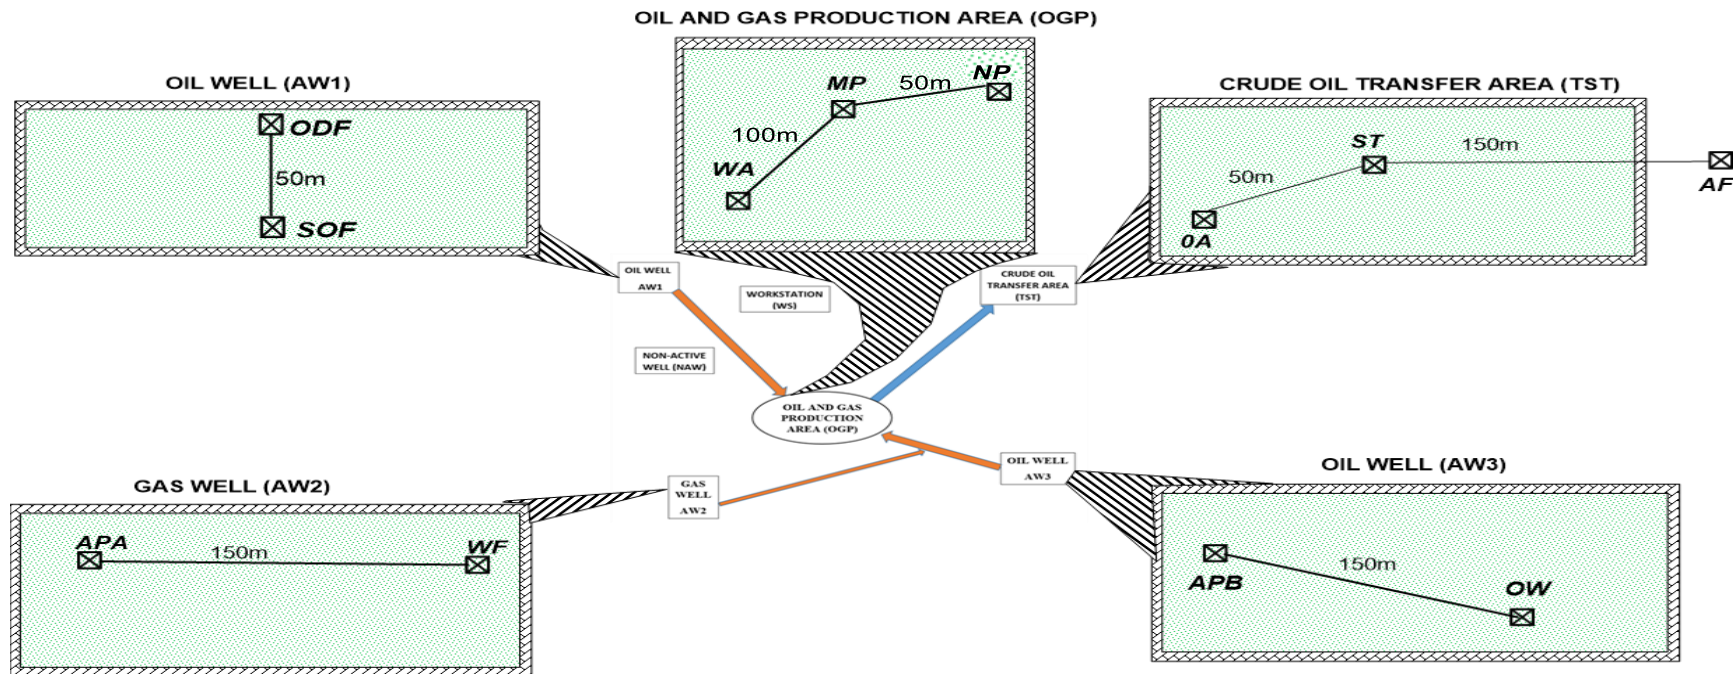 OIL AND GAS PRODUCTION AREA (OGP)
OIL WELL (AW1)
ODF
50m
SOF
MP
50m
NP
100m
WA
CRUDE OIL TRANSFER AREA (TST)
ST
150m
50m
AF
0A
OIL WELL
AW1
WORKSTATION
(WS)
CRUDE OIL
TRANSFER AREA
(TST)
NON-ACTIVE
WELL (NAW)
OIL AND GAS
PRODUCTION
AREA (OGP)
GAS WELL (AW2)
APA
150m
WF
GAS
WELL
AW2
OIL WELL
AW3
OIL WELL (AW3)
APB
150m
OW